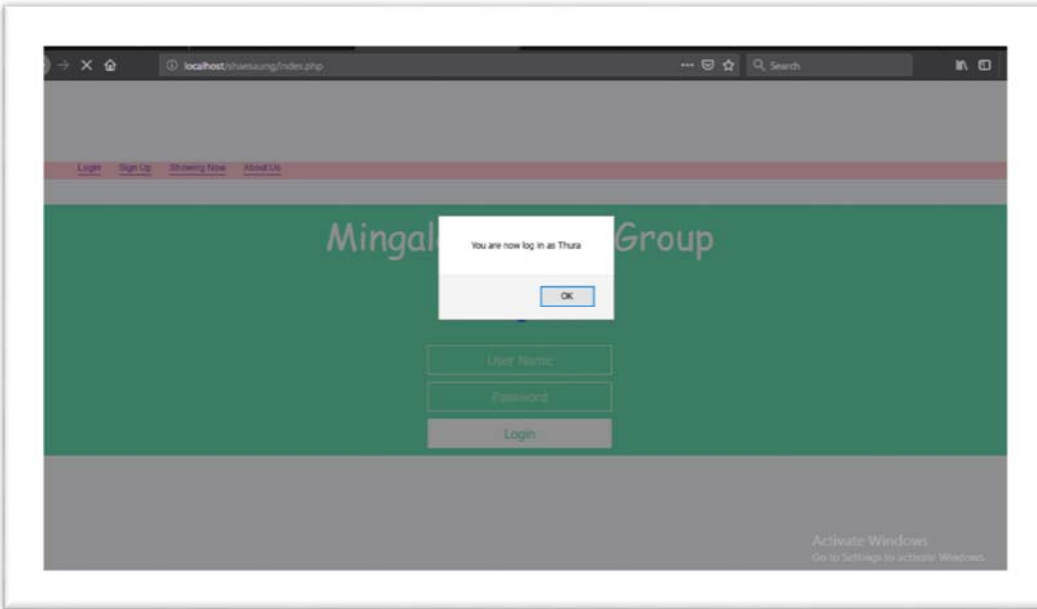 localhost/shaesaung/index.php
Search
Login Sign Up Showing Now About Us
Group
You are now log in as Thura
OK
User Name
Password
Login
Activate Windows
Go to Settings to activate Windows.